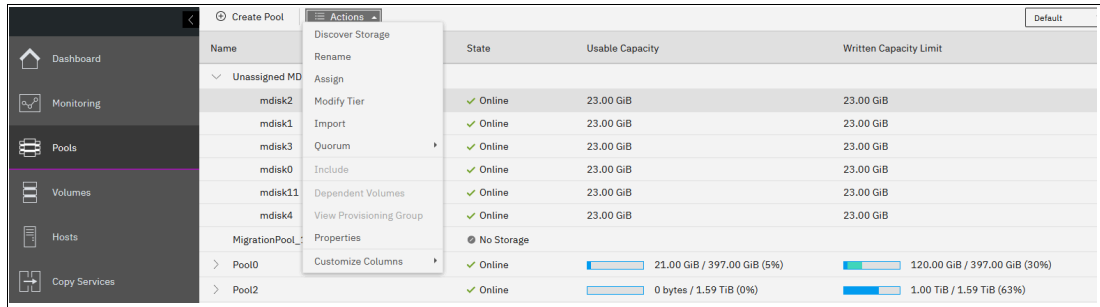 Create Pool Actions Default
Name State Usable Capacity Written Capacity Limit
Unassigned MD
mdisk2 Online 23.00 GiB 23.00 GiB
mdisk1 Online 23.00 GiB 23.00 GiB
mdisk3 Online 23.00 GiB 23.00 GiB
mdisk0 Online 23.00 GiB 23.00 GiB
mdisk11 Online 23.00 GiB 23.00 GiB
mdisk4 Online 23.00 GiB 23.00 GiB
MigrationPool_ No Storage
Pool0 Online 21.00 GiB / 397.00 GiB (5%) 120.00 GiB / 397.00 GiB (30%)
Pool2 Online 0 bytes / 1.59 TiB (0%) 1.00 TiB / 1.59 TiB (63%)
Discover Storage
Rename
Assign
Modify Tier
Import
Quorum
Include
Dependent Volumes
View Provisioning Group
Properties
Customize Columns
Dashboard
Monitoring
Pools
Volumes
Hosts
Copy Services